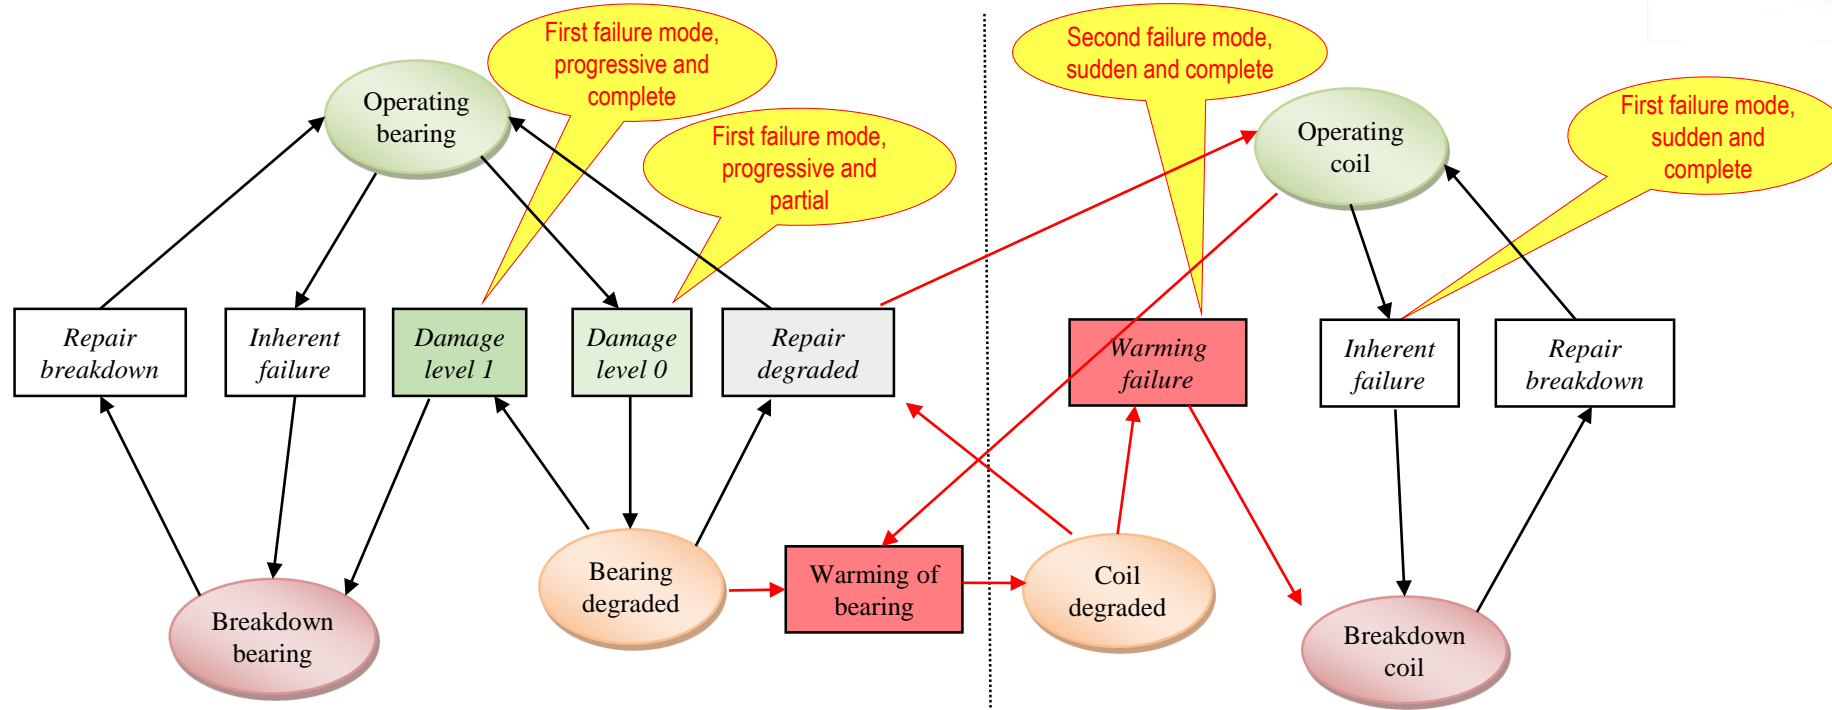 First failure mode,
progressive and
complete
Second failure mode,
sudden and complete
First failure mode,
sudden and
complete
Operating
bearing
First failure mode,
progressive and
partial
Operating
coil
Repair
breakdown
Inherent
failure
Damage
level 1
Damage
level 0
Repair
degraded
Warming
failure
Inherent
failure
Repair
breakdown
Bearing
degraded
Warming of
bearing
Coil
degraded
Breakdown
bearing
Breakdown
coil